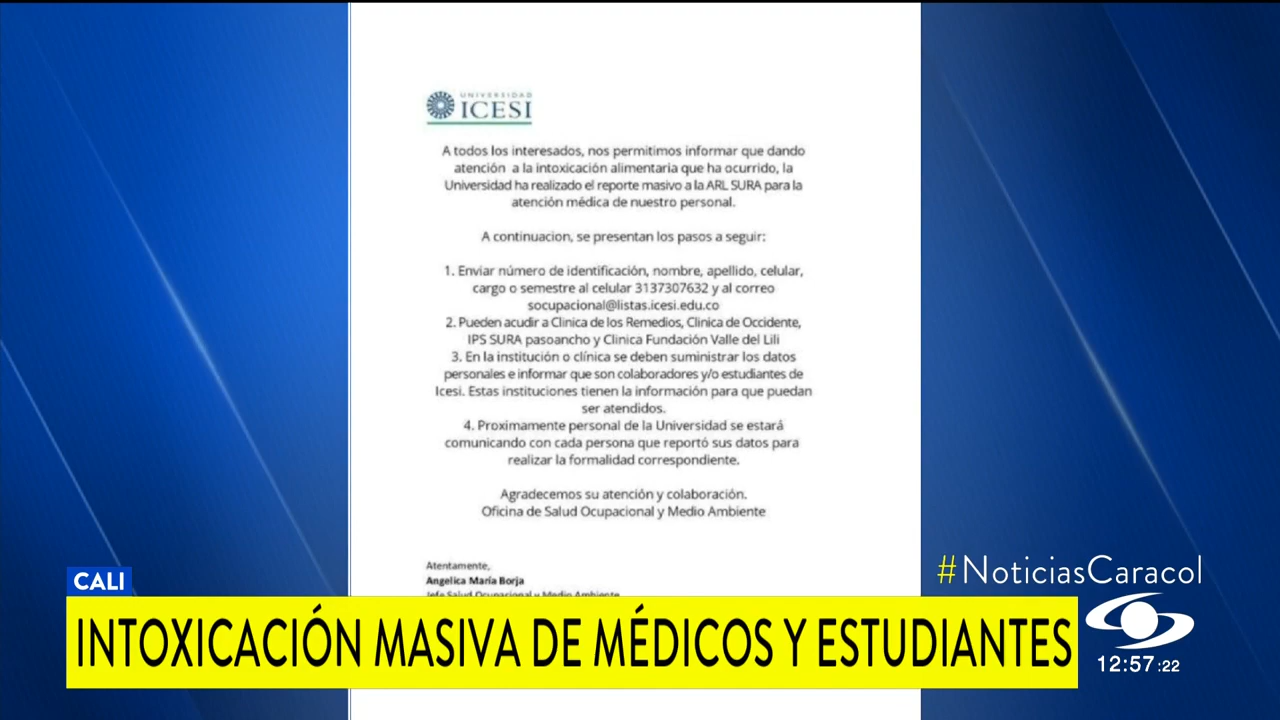 UNIVERSIDAD
ICESI
A todos los interesados, nos permitimos informar que dando
atención a la intoxicación alimentaria que ha ocurrido, la
Universidad ha realizado el reporte masivo a la ARL SURA para la
atención médica de nuestro personal.
A continuacion, se presentan los pasos a seguir:
1. Enviar número de identificación, nombre, apellido, celular,
cargo o semestre al celular 3137307632 y al correo
socupacional@listas.icesi.edu.co
2. Pueden acudir a Clinica de los Remedios, Clinica de Occidente,
IPS SURA pasoancho y Clinica Fundación Valle del Lili
3. En la institución o clínica se deben suministrar los datos
personales e informar que son colaboradores y/o estudiantes de
Icesi. Estas instituciones tienen la información para que puedan
ser atendidos.
4. Proximamente personal de la Universidad se estará
comunicando con cada persona que reportó sus datos para
realizar la formalidad correspondiente.
Agradecemos su atención y colaboración.
Oficina de Salud Ocupacional y Medio Ambiente
Atentamente,
Angelica María Borja
Jefe Salud Ocupacional y Medio Ambiente
CALI
#NoticiasCaracol
INTOXICACIÓN MASIVA DE MÉDICOS Y ESTUDIANTES
12:57:22